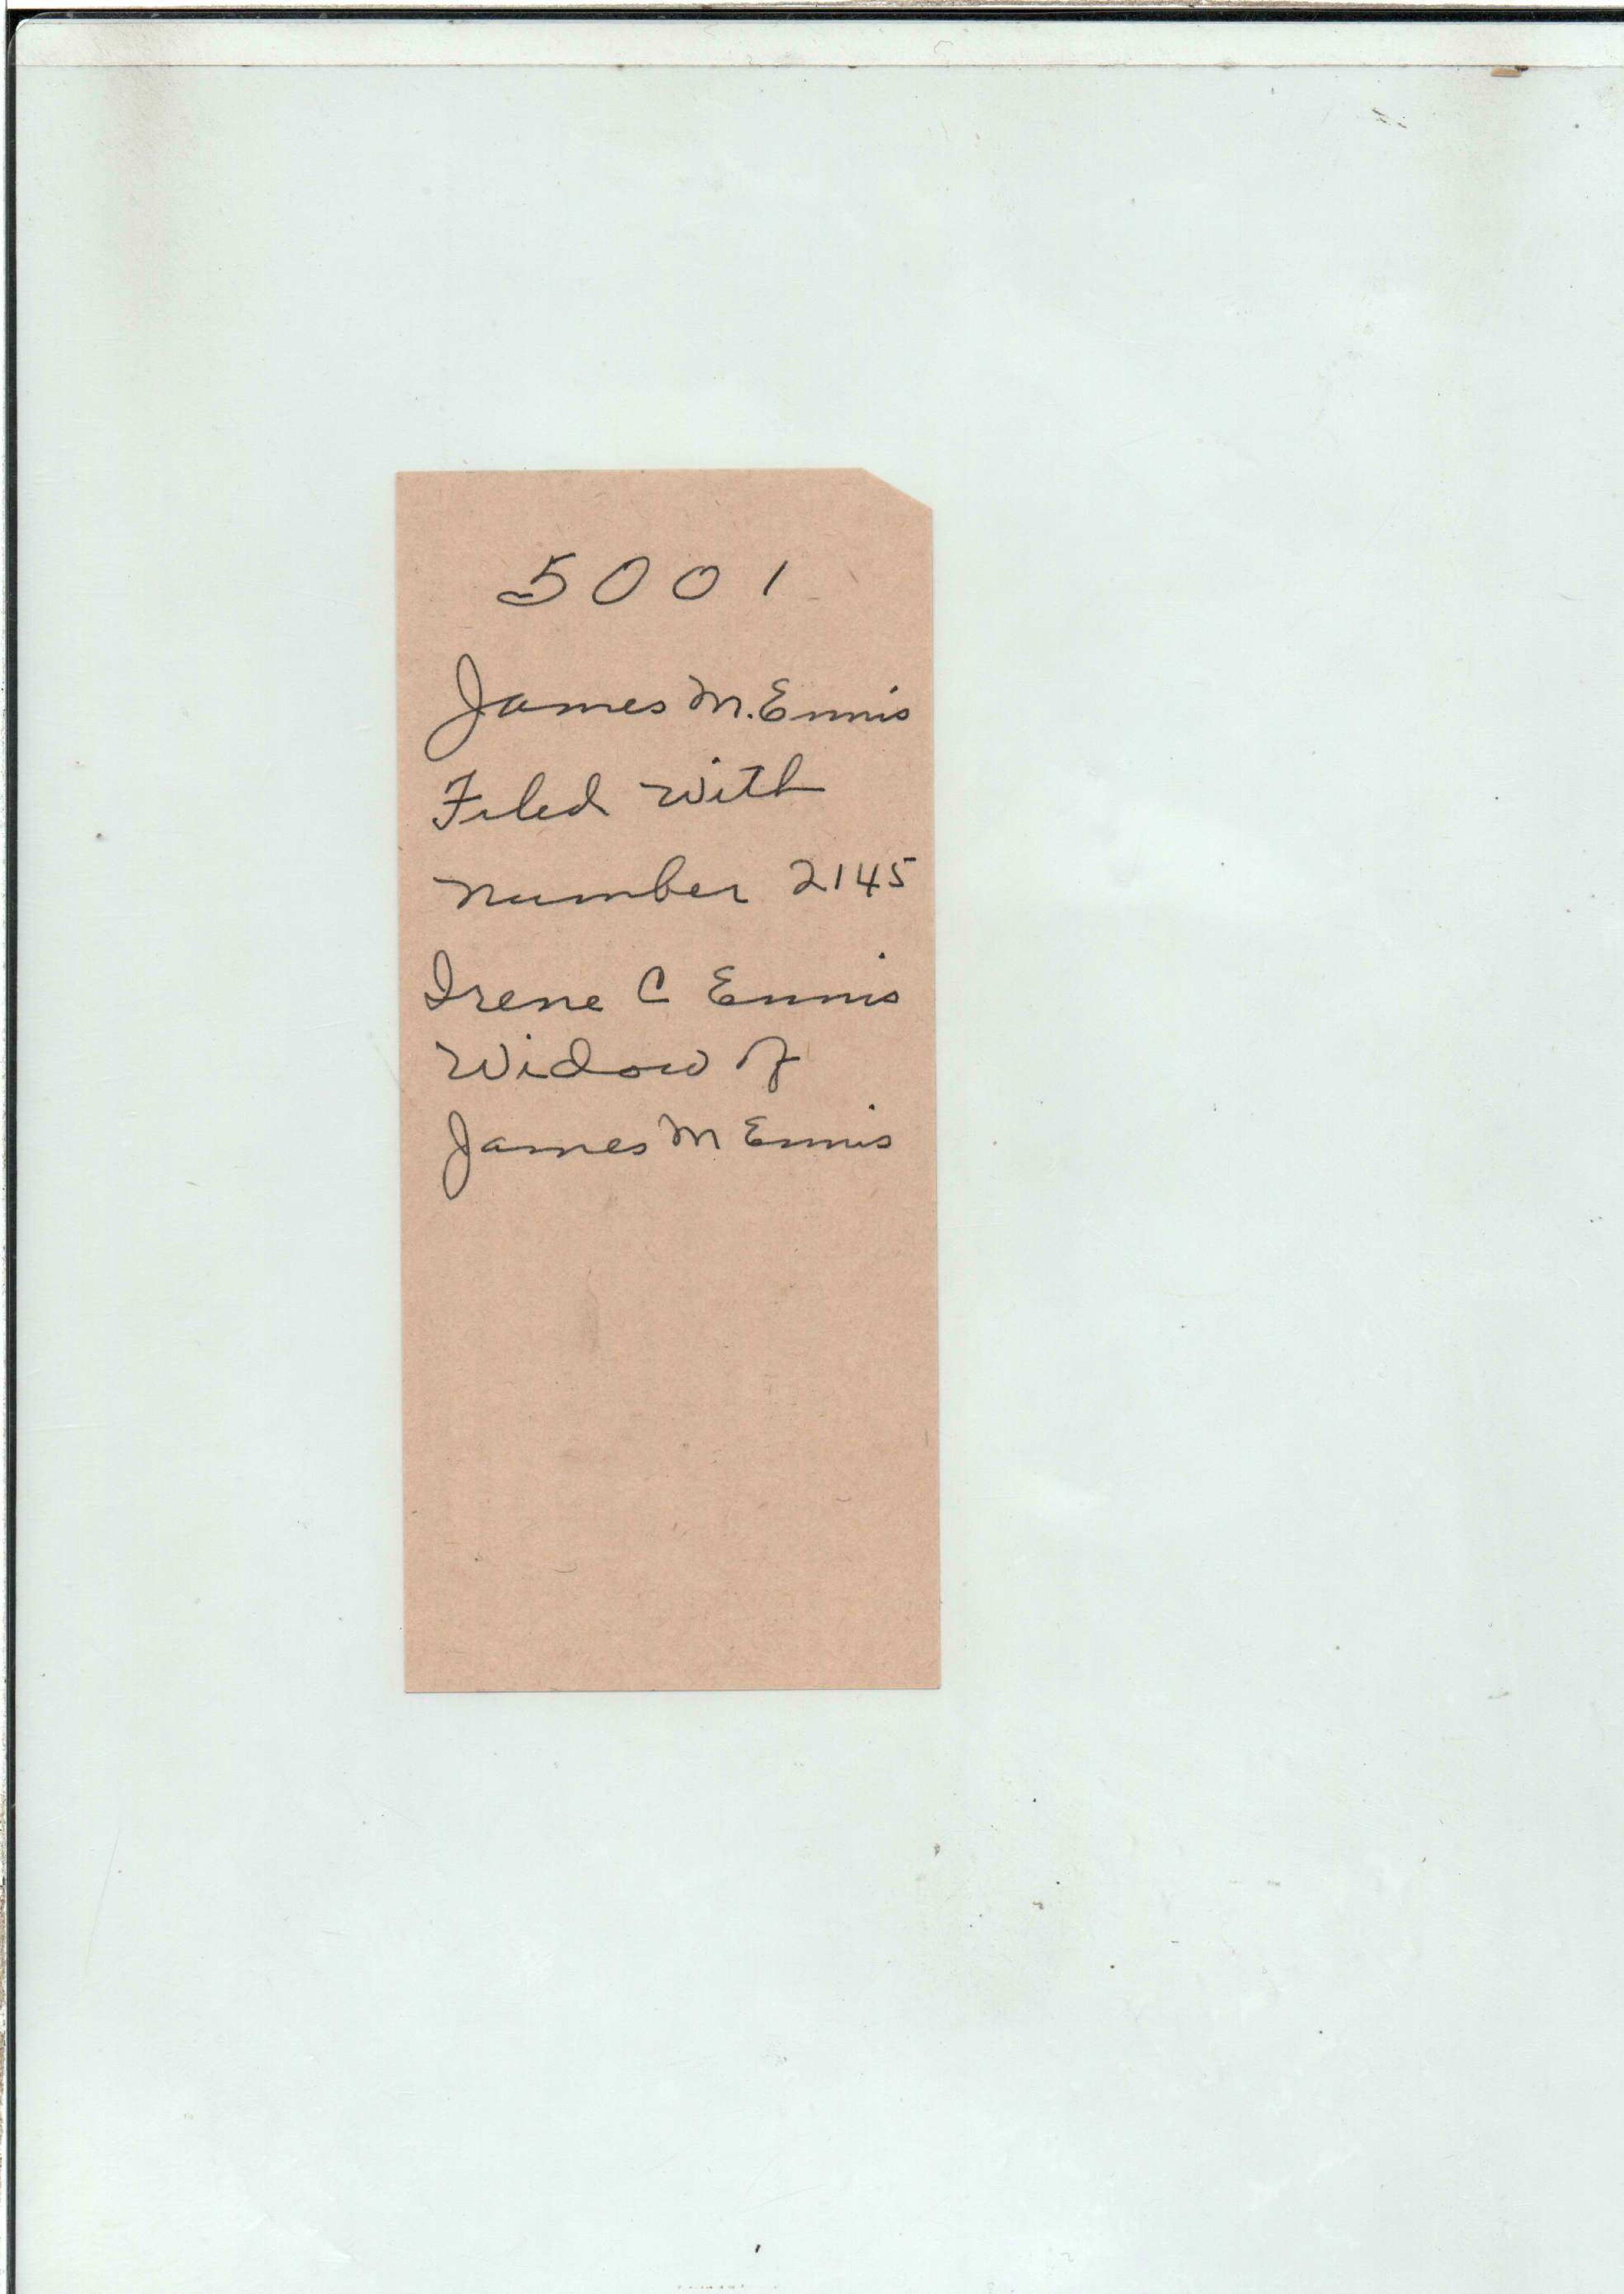 5001
James M. Ennis
Filed With
Number 2145
Irene C Ennis
Widow of
James M Ennis